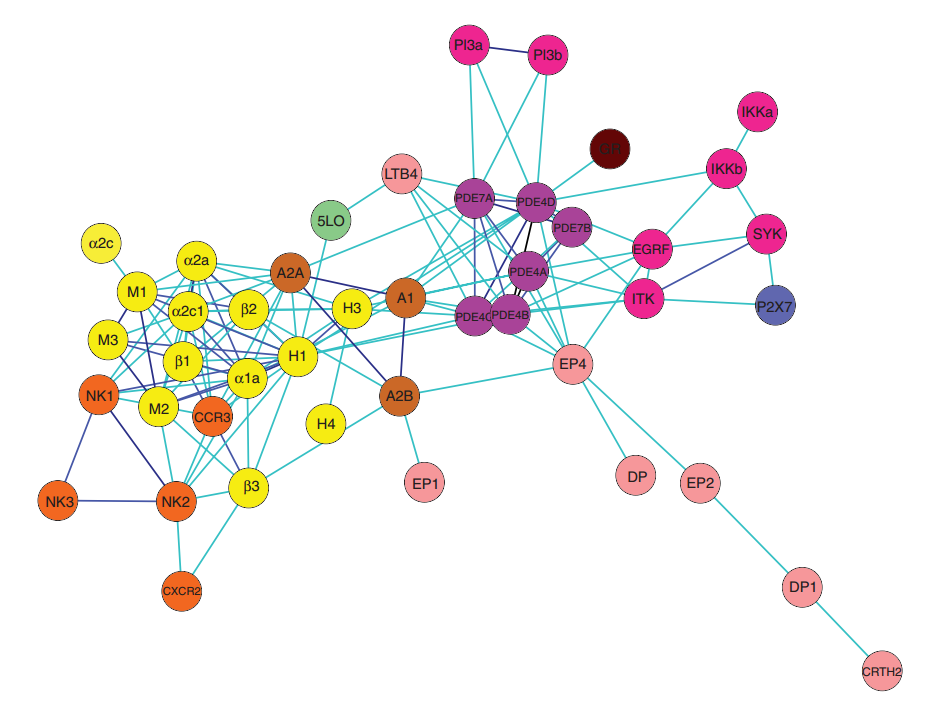 PI3a
PI3b
IKKa
IKKb
LTB4
PDE7A
PDE4D
5LO
PDE7B
SYK
α2c
EGRF
α2a
A2A
PDE4A
M1
A1
ITK
P2X7
α2c1
β2
H3
PDE4B
M3
H1
β1
EP4
α1a
NK1
A2B
M2
CCR3
H4
DP
EP1
EP2
β3
NK3
NK2
CXCR2
DP1
CRTH2